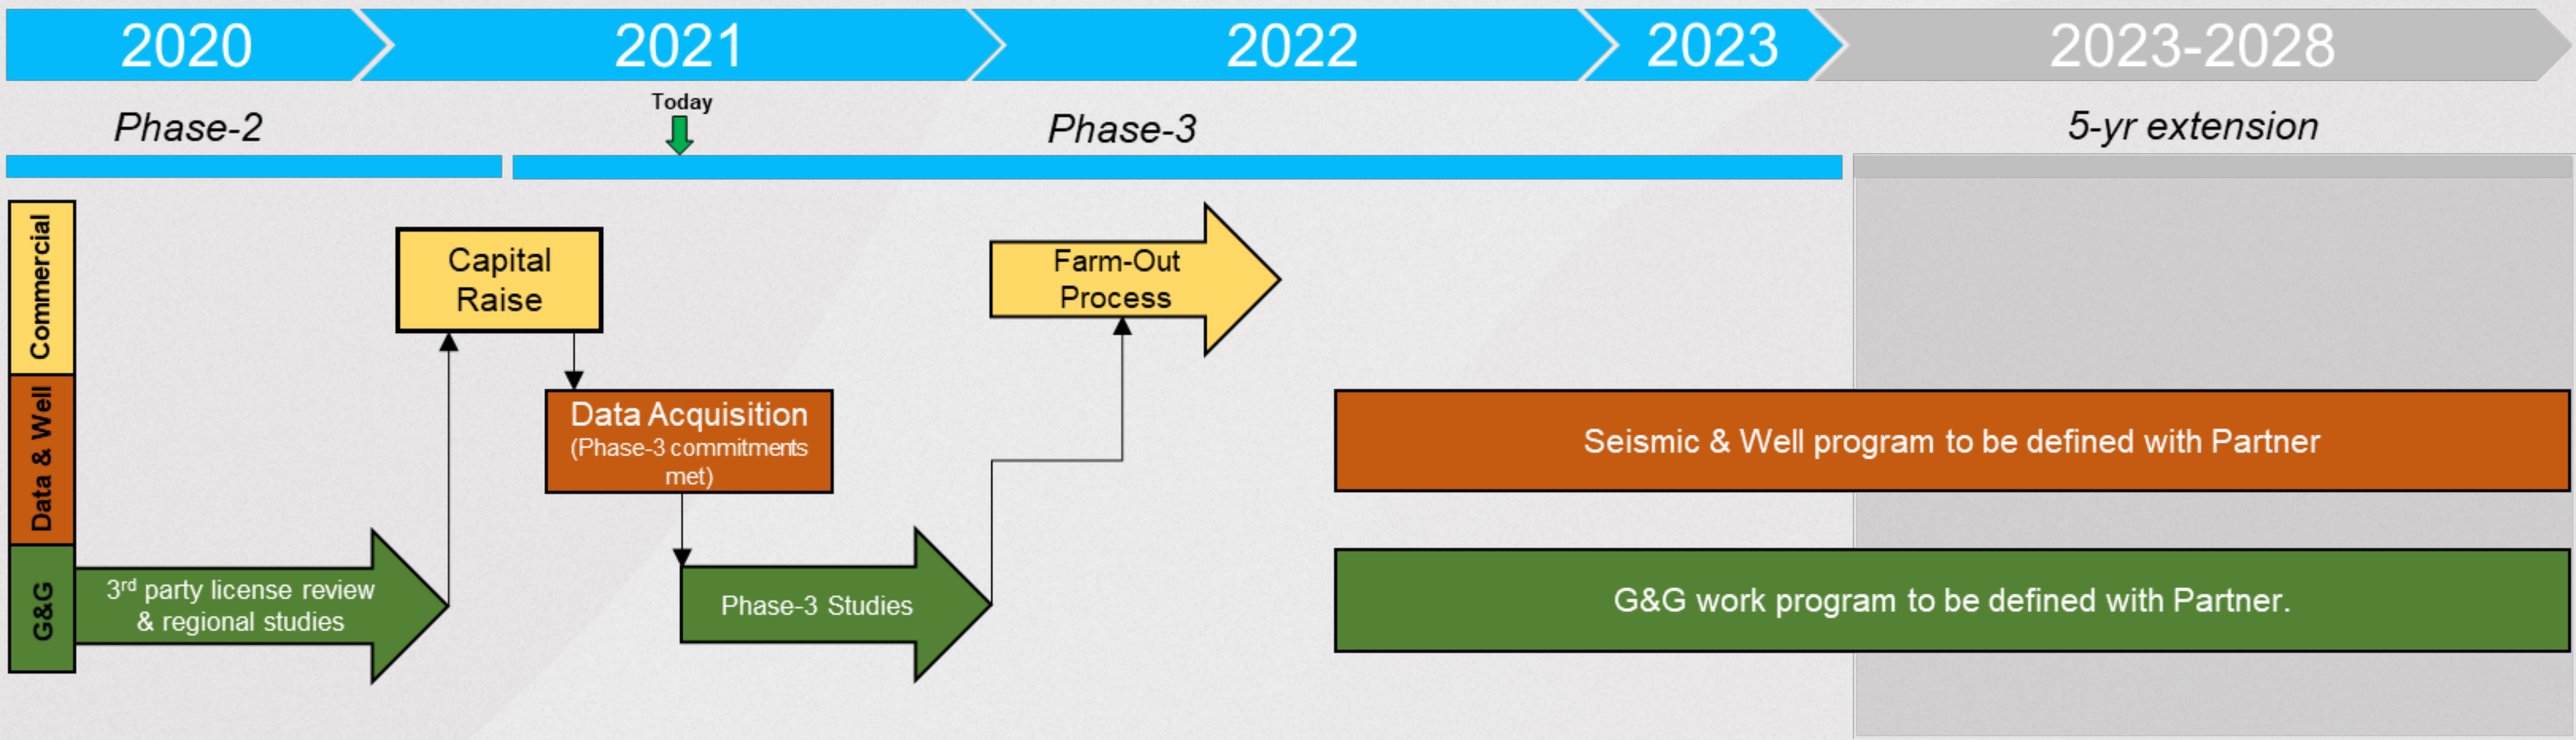 2020
2021
2022
2023
2023-2028
Today
Phase-2
Phase-3
5-yr extension
Commercial
Capital
Raise
Farm-Out
Process
Data & Well
Data Acquisition
(Phase-3 commitments
met)
Seismic & Well program to be defined with Partner
G&G
3rd party license review
& regional studies
Phase-3 Studies
G&G work program to be defined with Partner.